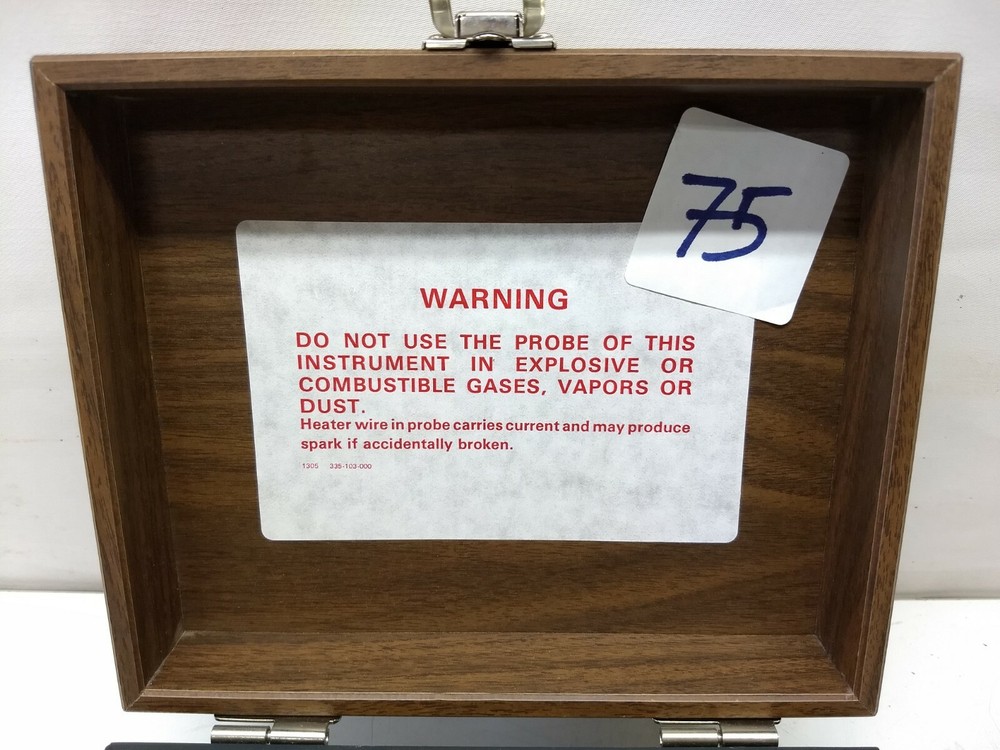 75
WARNING
DO NOT USE THE PROBE OF THIS
INSTRUMENT IN EXPLOSIVE OR
COMBUSTIBLE GASES, VAPORS OR
DUST.
Heater wire in probe carries current and may produce
spark if accidentally broken.
1305 335-103-000